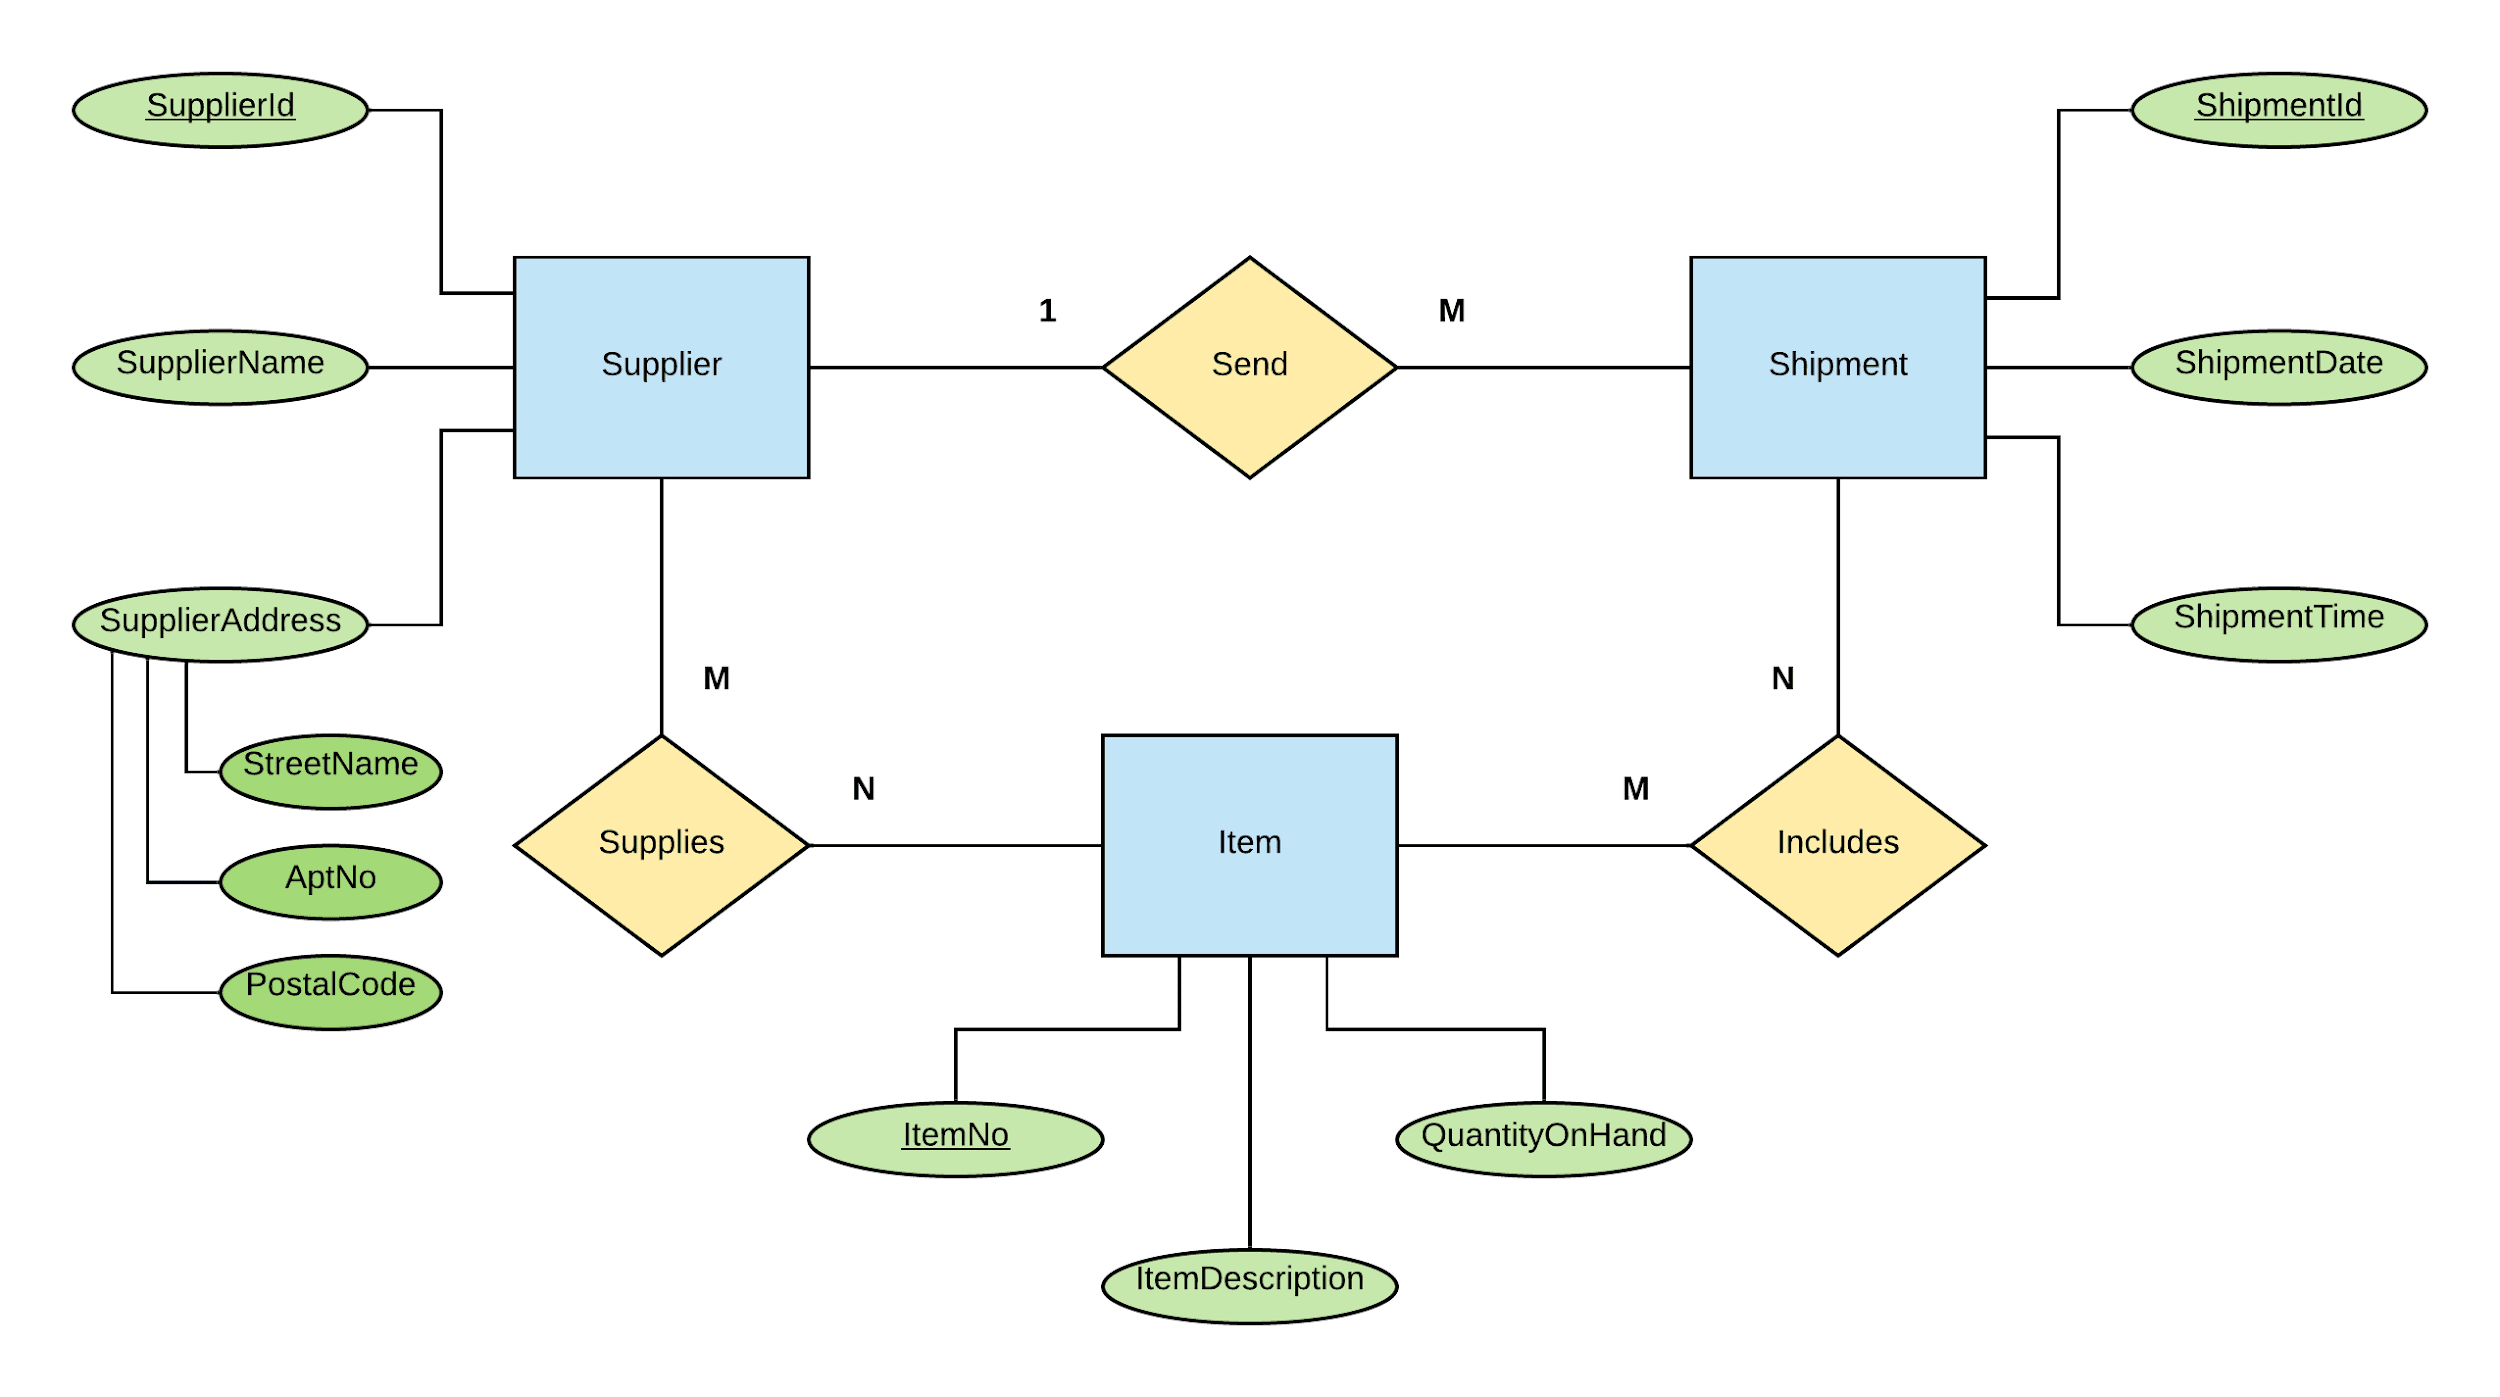 SupplierId
ShipmentId
1
M
SupplierName
Supplier
Send
Shipment
ShipmentDate
SupplierAddress
ShipmentTime
M
N
StreetName
N
M
Supplies
Item
Includes
AptNo
PostalCode
ItemNo
QuantityOnHand
ItemDescription